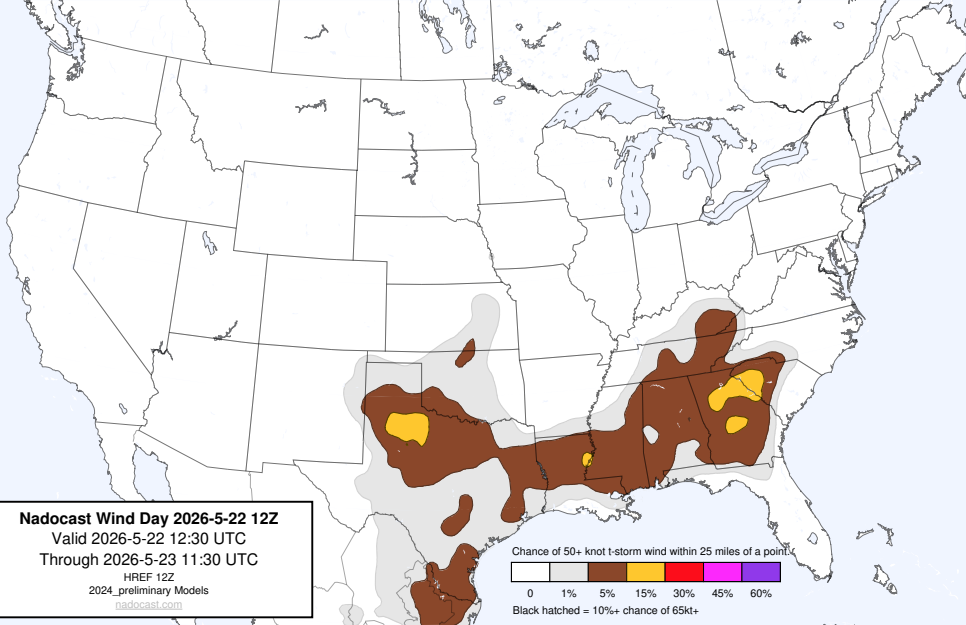 Nadocast Wind Day 2026-5-22 12Z
Valid 2026-5-22 12:30 UTC
Through 2026-5-23 11:30 UTC
HREF 12Z
2024_preliminary Models
nadocast.com
Chance of 50+ knot t-storm wind within 25 miles of a point.
0 1% 5% 15% 30% 45% 60%
Black hatched = 10%+ chance of 65kt+